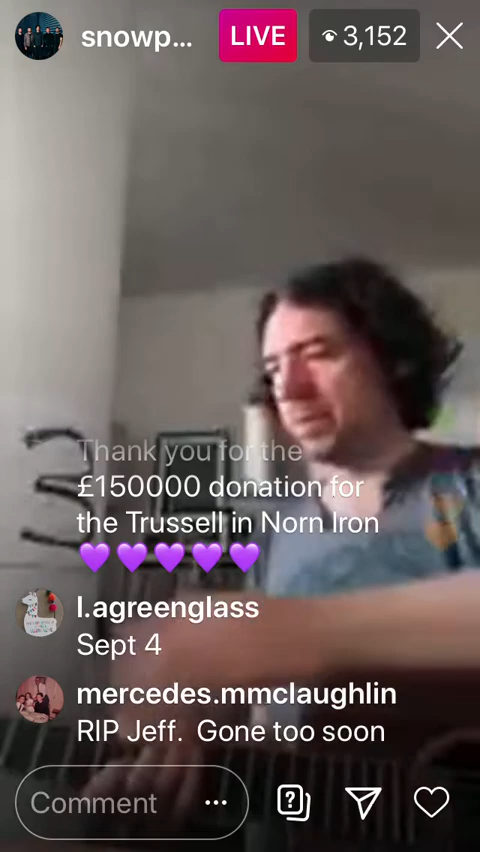 snowp...
LIVE
3,152
Thank you for the
£150000 donation for
the Trussell in Norn Iron
💜💜💜💜💜
l.agreenglass
Sept 4
mercedes.mmclaughlin
RIP Jeff.  Gone too soon
Comment